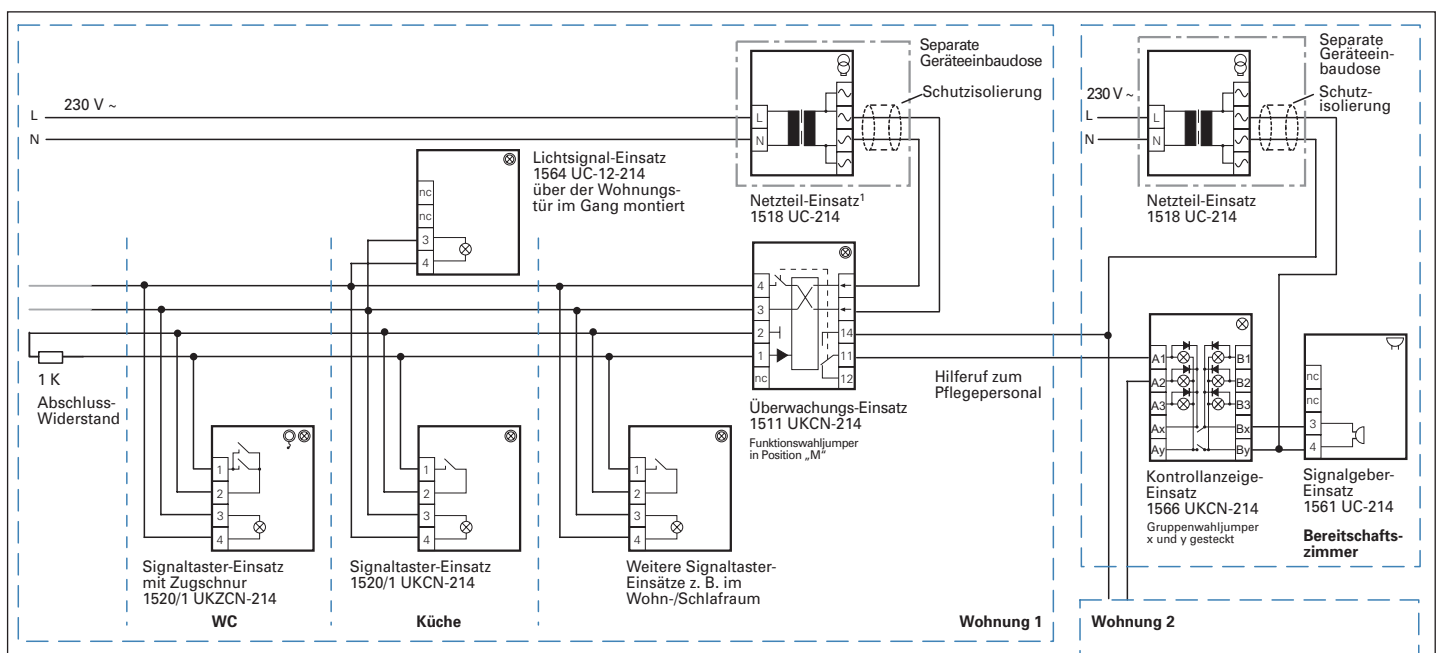 230 V ~
L
N
L
N
Separate
Geräteeinbaudose
Schutzisolierung
Netzteil-Einsatz¹
1518 UC-214
nc
nc
3
4
Lichtsignal-Einsatz
1564 UC-12-214
über der Wohnungs-
tür im Gang montiert
230 V ~
L
N
L
N
Separate
Geräteein-
baudose
Schutz-
isolierung
Netzteil-Einsatz
1518 UC-214
4
3
2
1
nc
14
11
12
Überwachungs-Einsatz
1511 UKCN-214
Funktionswahljumper
in Position „M"
Hilferuf zum
Pflegepersonal
1 K
Abschluss-
Widerstand
1
2
3
4
Signaltaster-Einsatz
mit Zugschnur
1520/1 UKZCN-214
WC
1
2
3
4
Signaltaster-Einsatz
1520/1 UKCN-214
Küche
1
2
3
4
Weitere Signaltaster-
Einsätze z. B. im
Wohn-/Schlafraum
Wohnung 1
A1
A2
A3
Ax
Ay
B1
B2
B3
Bx
By
Kontrollanzeige-
Einsatz
1566 UKCN-214
Gruppenwahljumper
x und y gesteckt
nc
nc
3
4
Signalgeber-
Einsatz
1561 UC-214
Bereitschafts-
zimmer
Wohnung 2